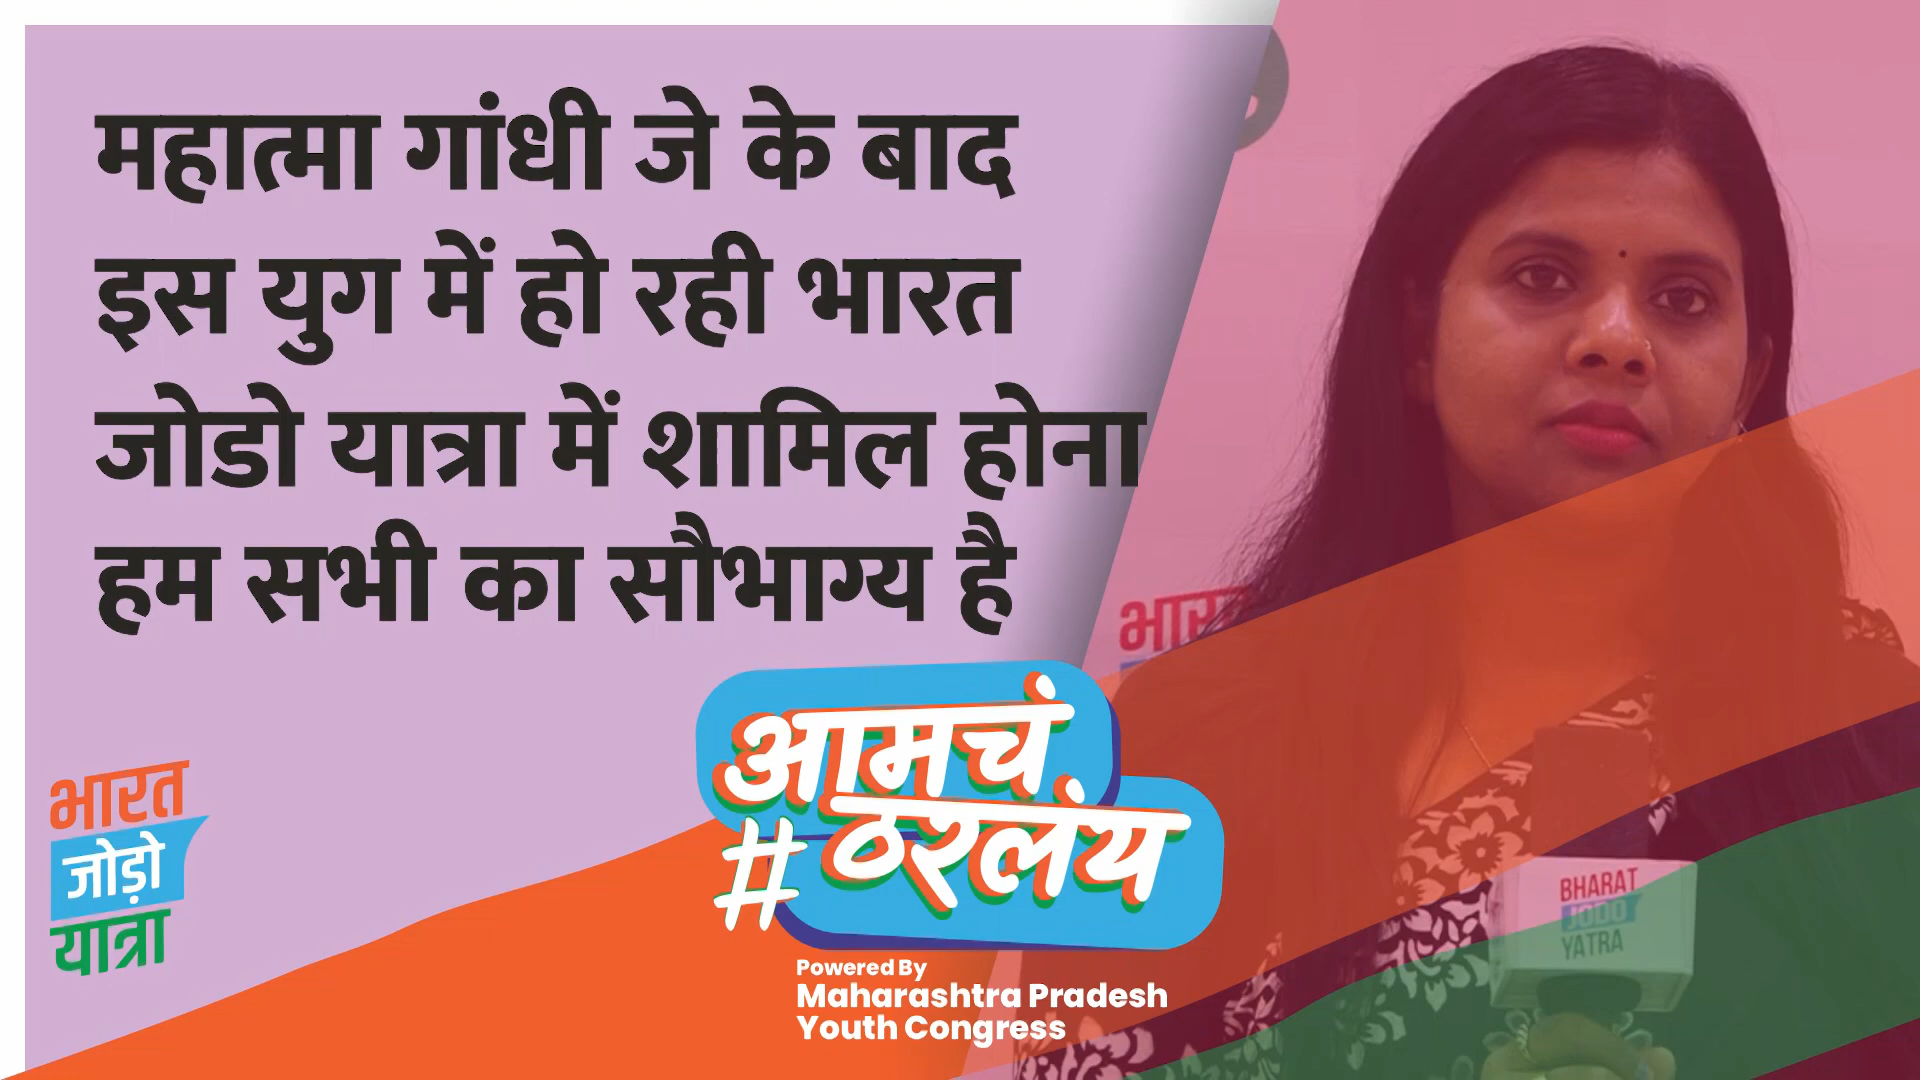 महात्मा गांधी जे के बाद
इस युग में हो रही भारत
जोडो यात्रा में शामिल होना
हम सभी का सौभाग्य है
भारत
जोड़ो
यात्रा
आमचं
#ठरलंय
Powered By
Maharashtra Pradesh
Youth Congress
BHARAT
JODO
YATRA